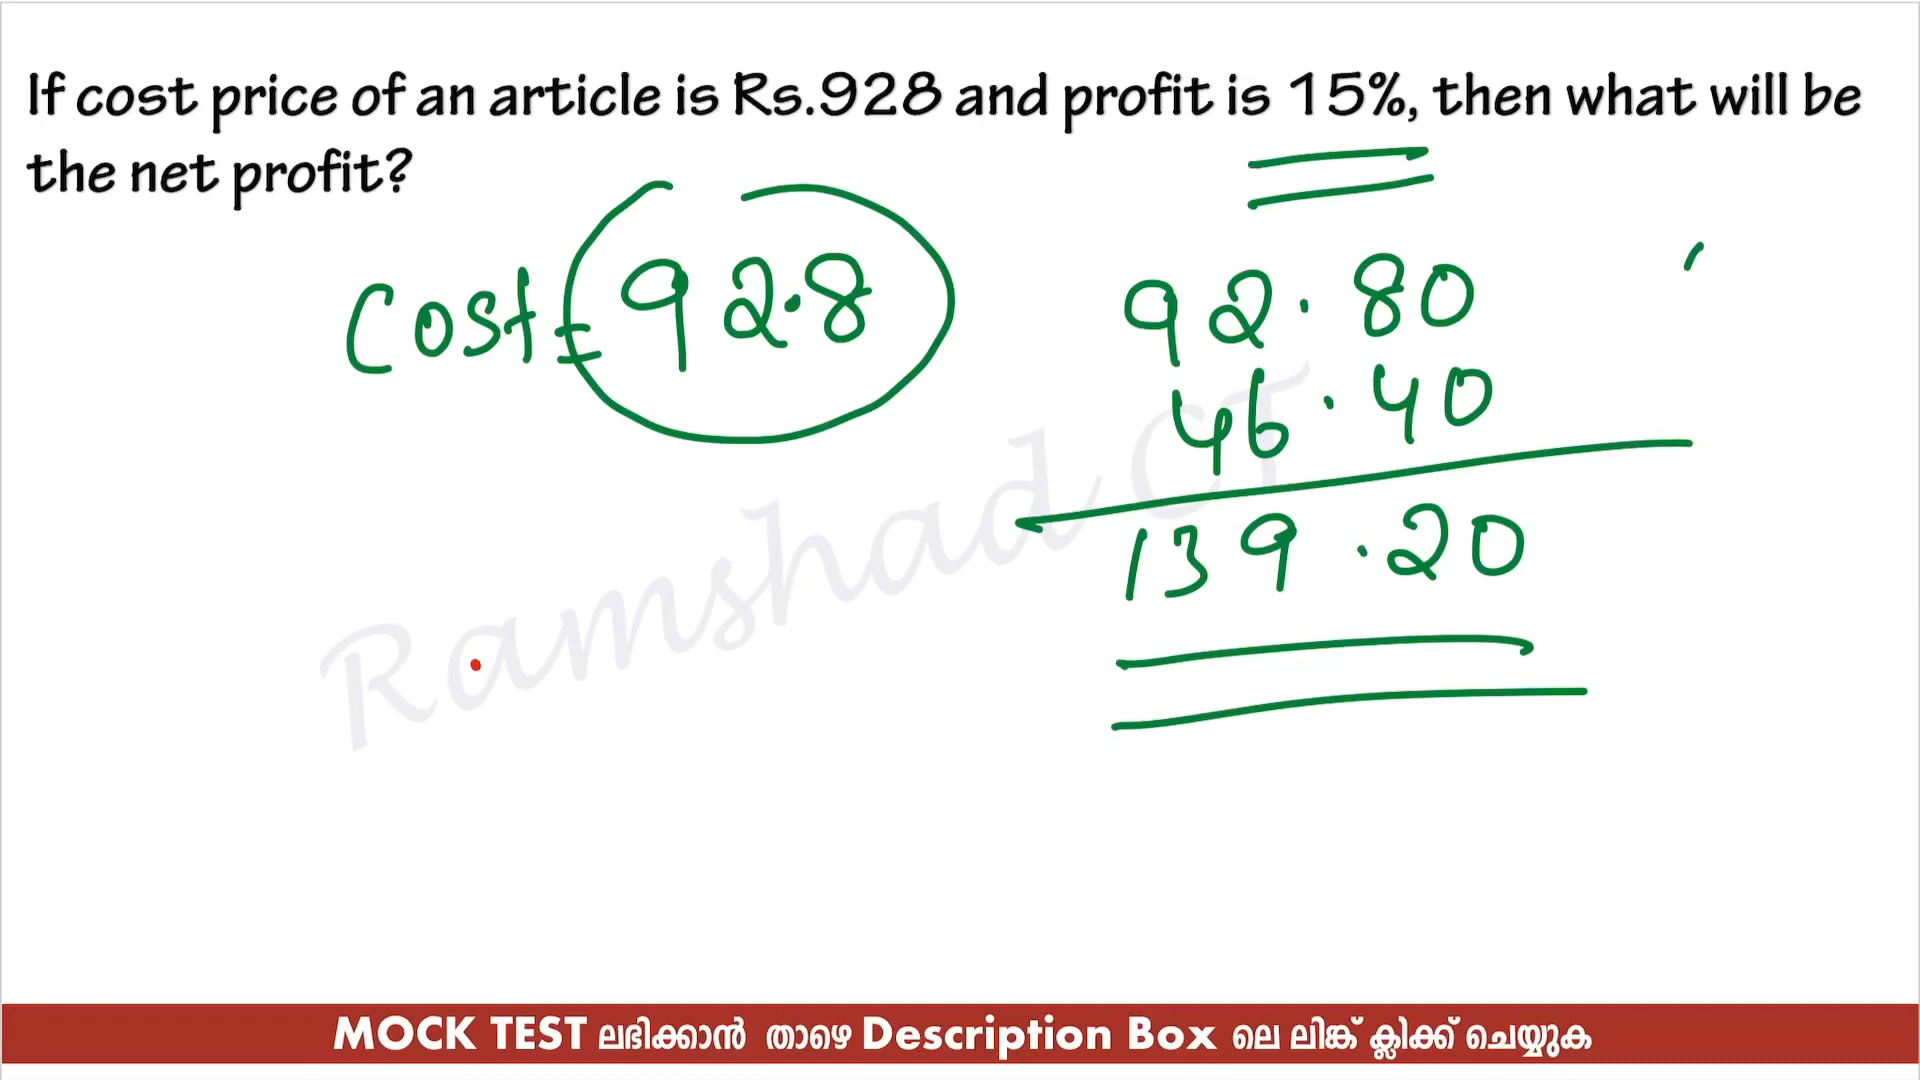 If cost price of an article is Rs.928 and profit is 15%, then what will be
the net profit?
Cost = 92.8
92.80
46.40
139.20
Ramshad CT
MOCK TEST ലഭിക്കാൻ താഴെ Description Box ലെ ലിങ്ക് ക്ലിക്ക് ചെയ്യുക